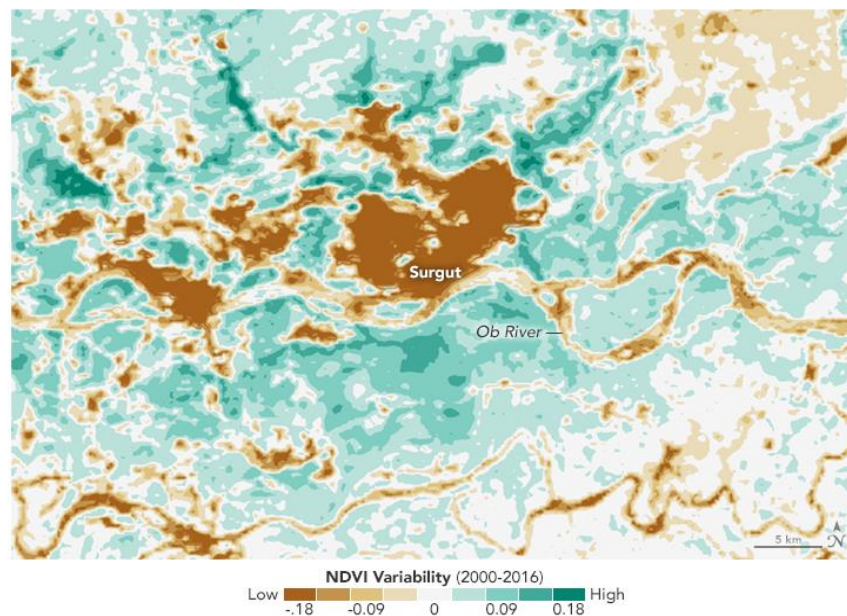 Surgut
Ob River
5 km
N
NDVI Variability (2000-2016)
Low High
-.18 -0.09 0 0.09 0.18